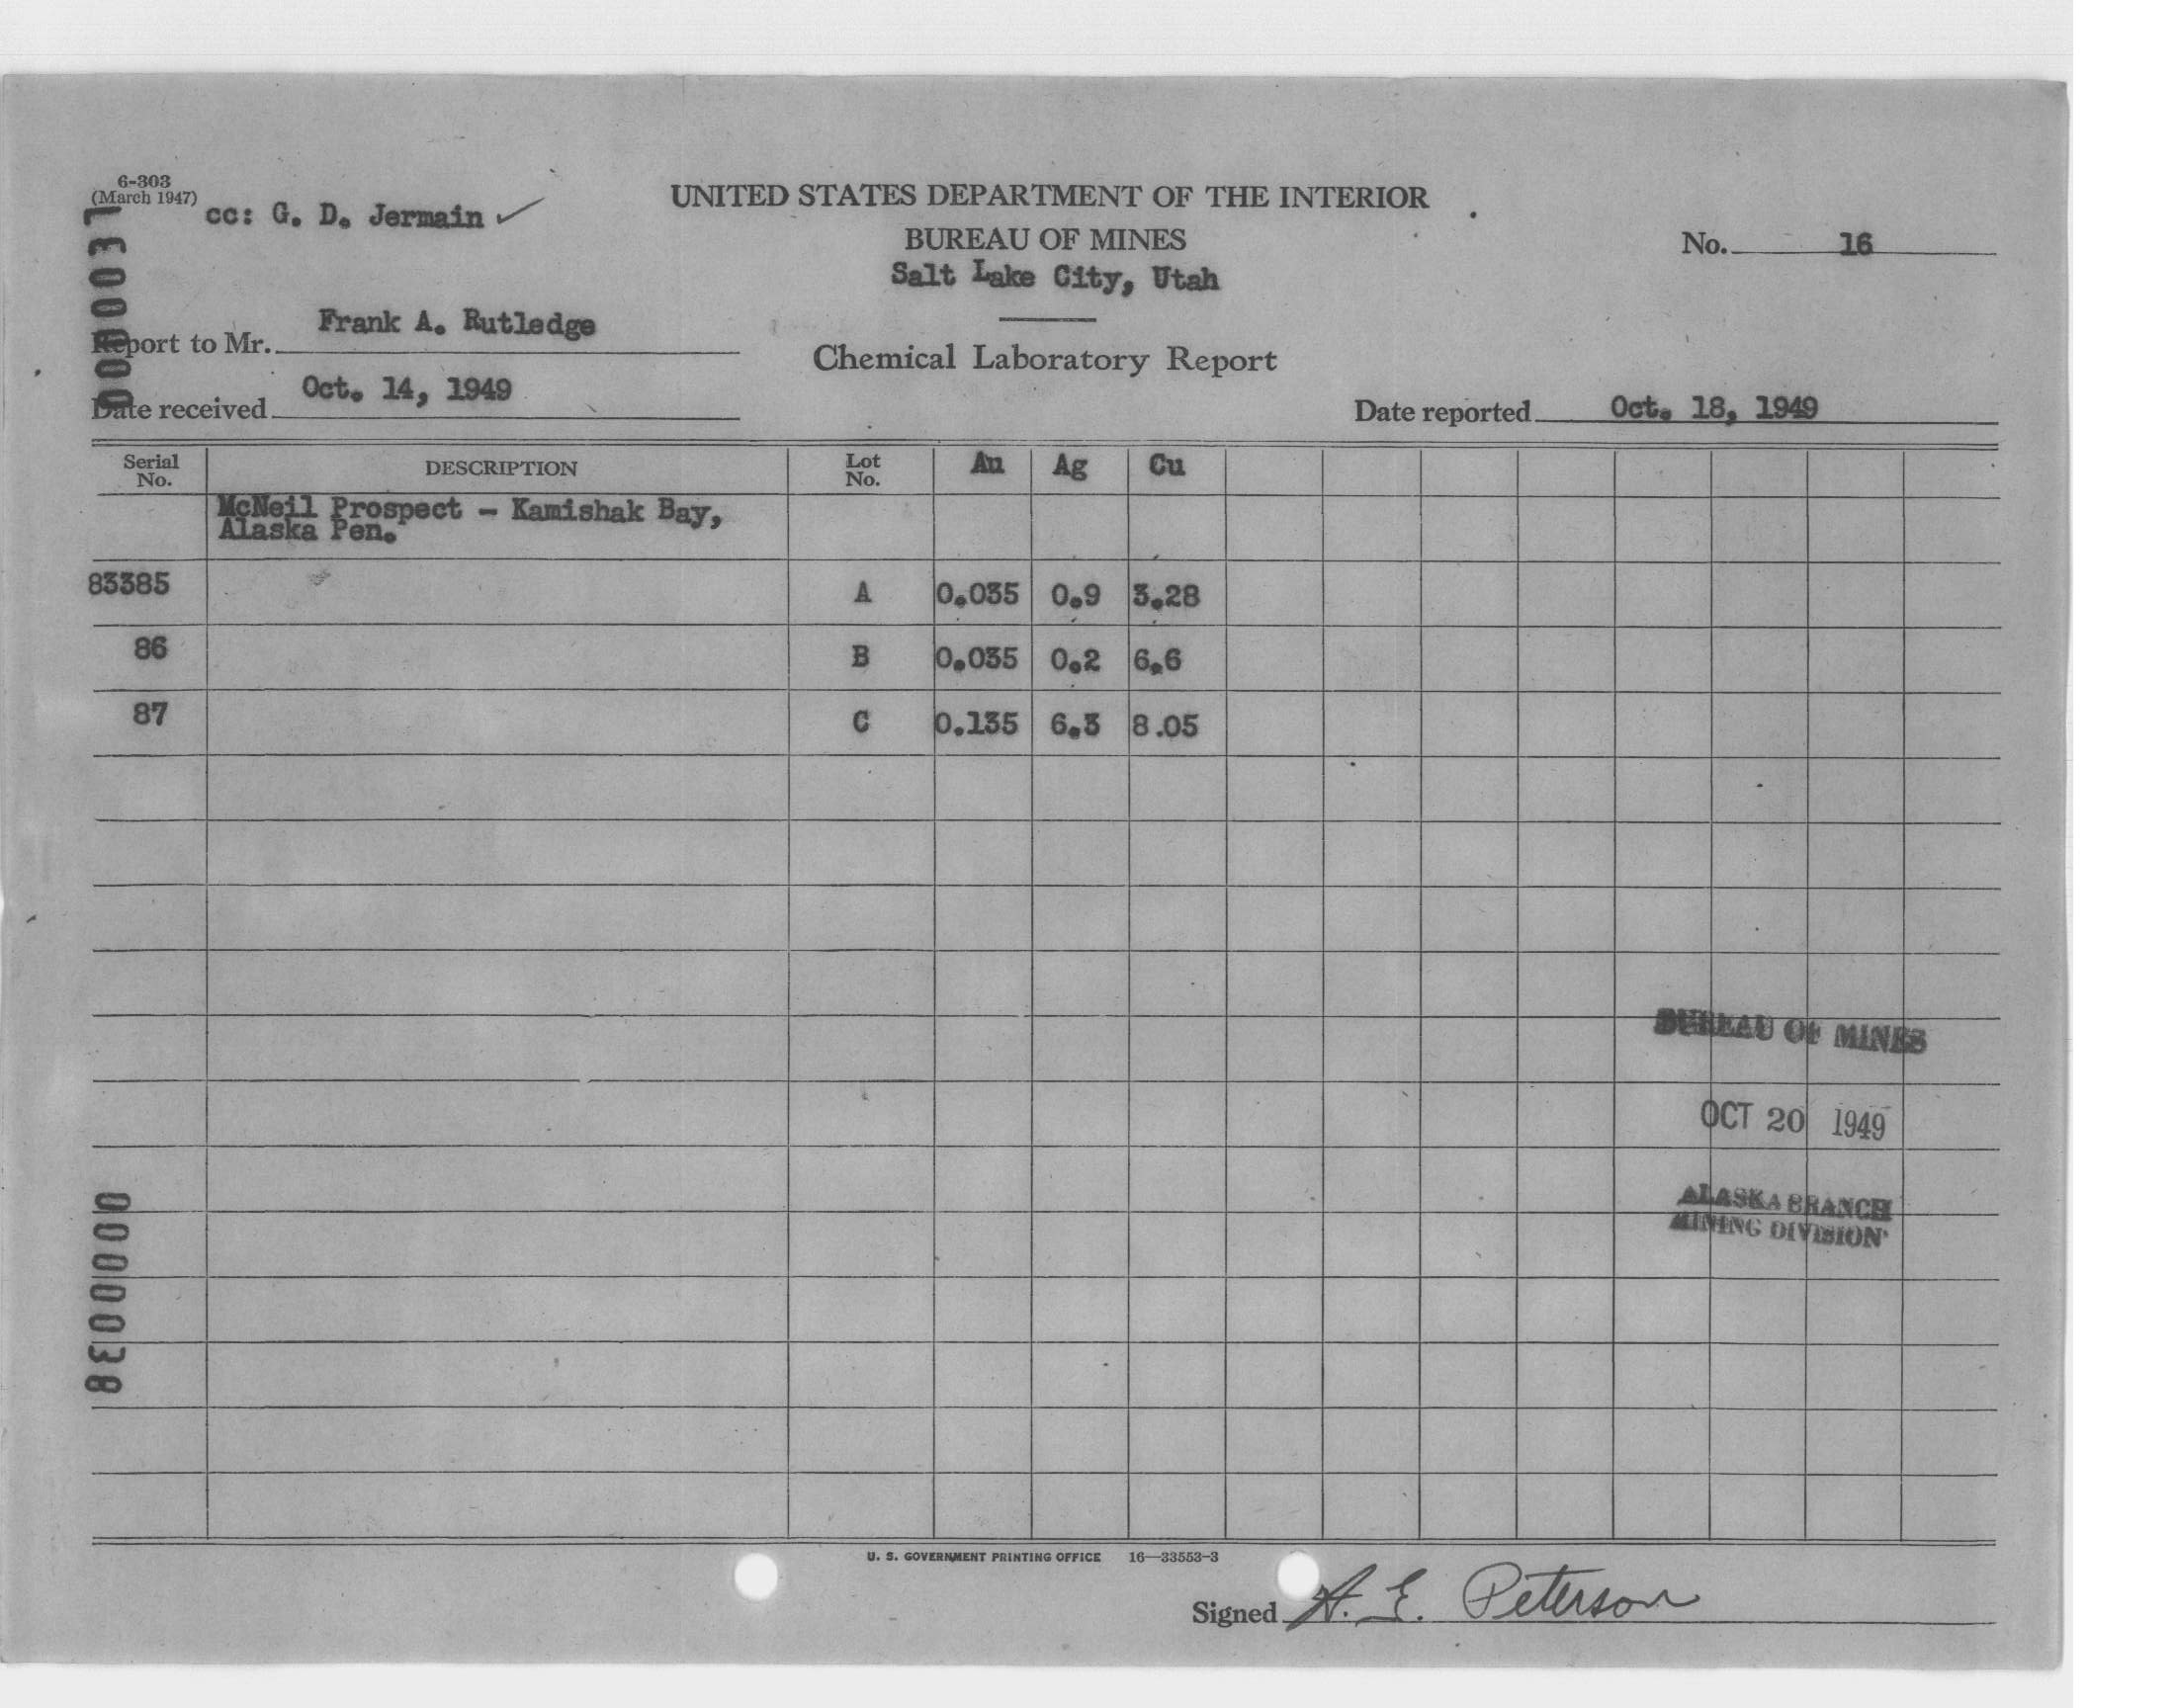 6-303
(March 1947)
cc: G. D. Jermain ✓
UNITED STATES DEPARTMENT OF THE INTERIOR
BUREAU OF MINES
Salt Lake City, Utah
No. 16
0000037
Report to Mr. Frank A. Rutledge
Chemical Laboratory Report
Date received Oct. 14, 1949
Date reported Oct. 18, 1949
Serial No. DESCRIPTION Lot No. Au Ag Cu
McNeil Prospect - Kamishak Bay,
Alaska Pen.
83385 A 0.035 0.9 3.28
86 B 0.035 0.2 6.6
87 C 0.135 6.3 8.05
BUREAU OF MINES
OCT 20 1949
ALASKA BRANCH
MINING DIVISION
0000038
U. S. GOVERNMENT PRINTING OFFICE 16—33553-3
Signed A. E. Peterson